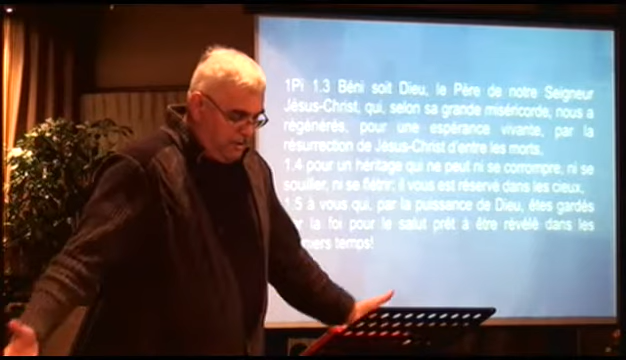 1Pi 1.3 Béni soit Dieu, le Père de notre Seigneur
Jésus-Christ, qui, selon sa grande miséricorde, nous a
régénérés, pour une espérance vivante, par la
résurrection de Jésus-Christ d'entre les morts,
1.4 pour un héritage qui ne peut ni se corrompre, ni se
souiller, ni se flétrir; il vous est réservé dans les cieux,
1.5 à vous qui, par la puissance de Dieu, êtes gardés
la foi pour le salut prêt à être révélé dans les
temps!